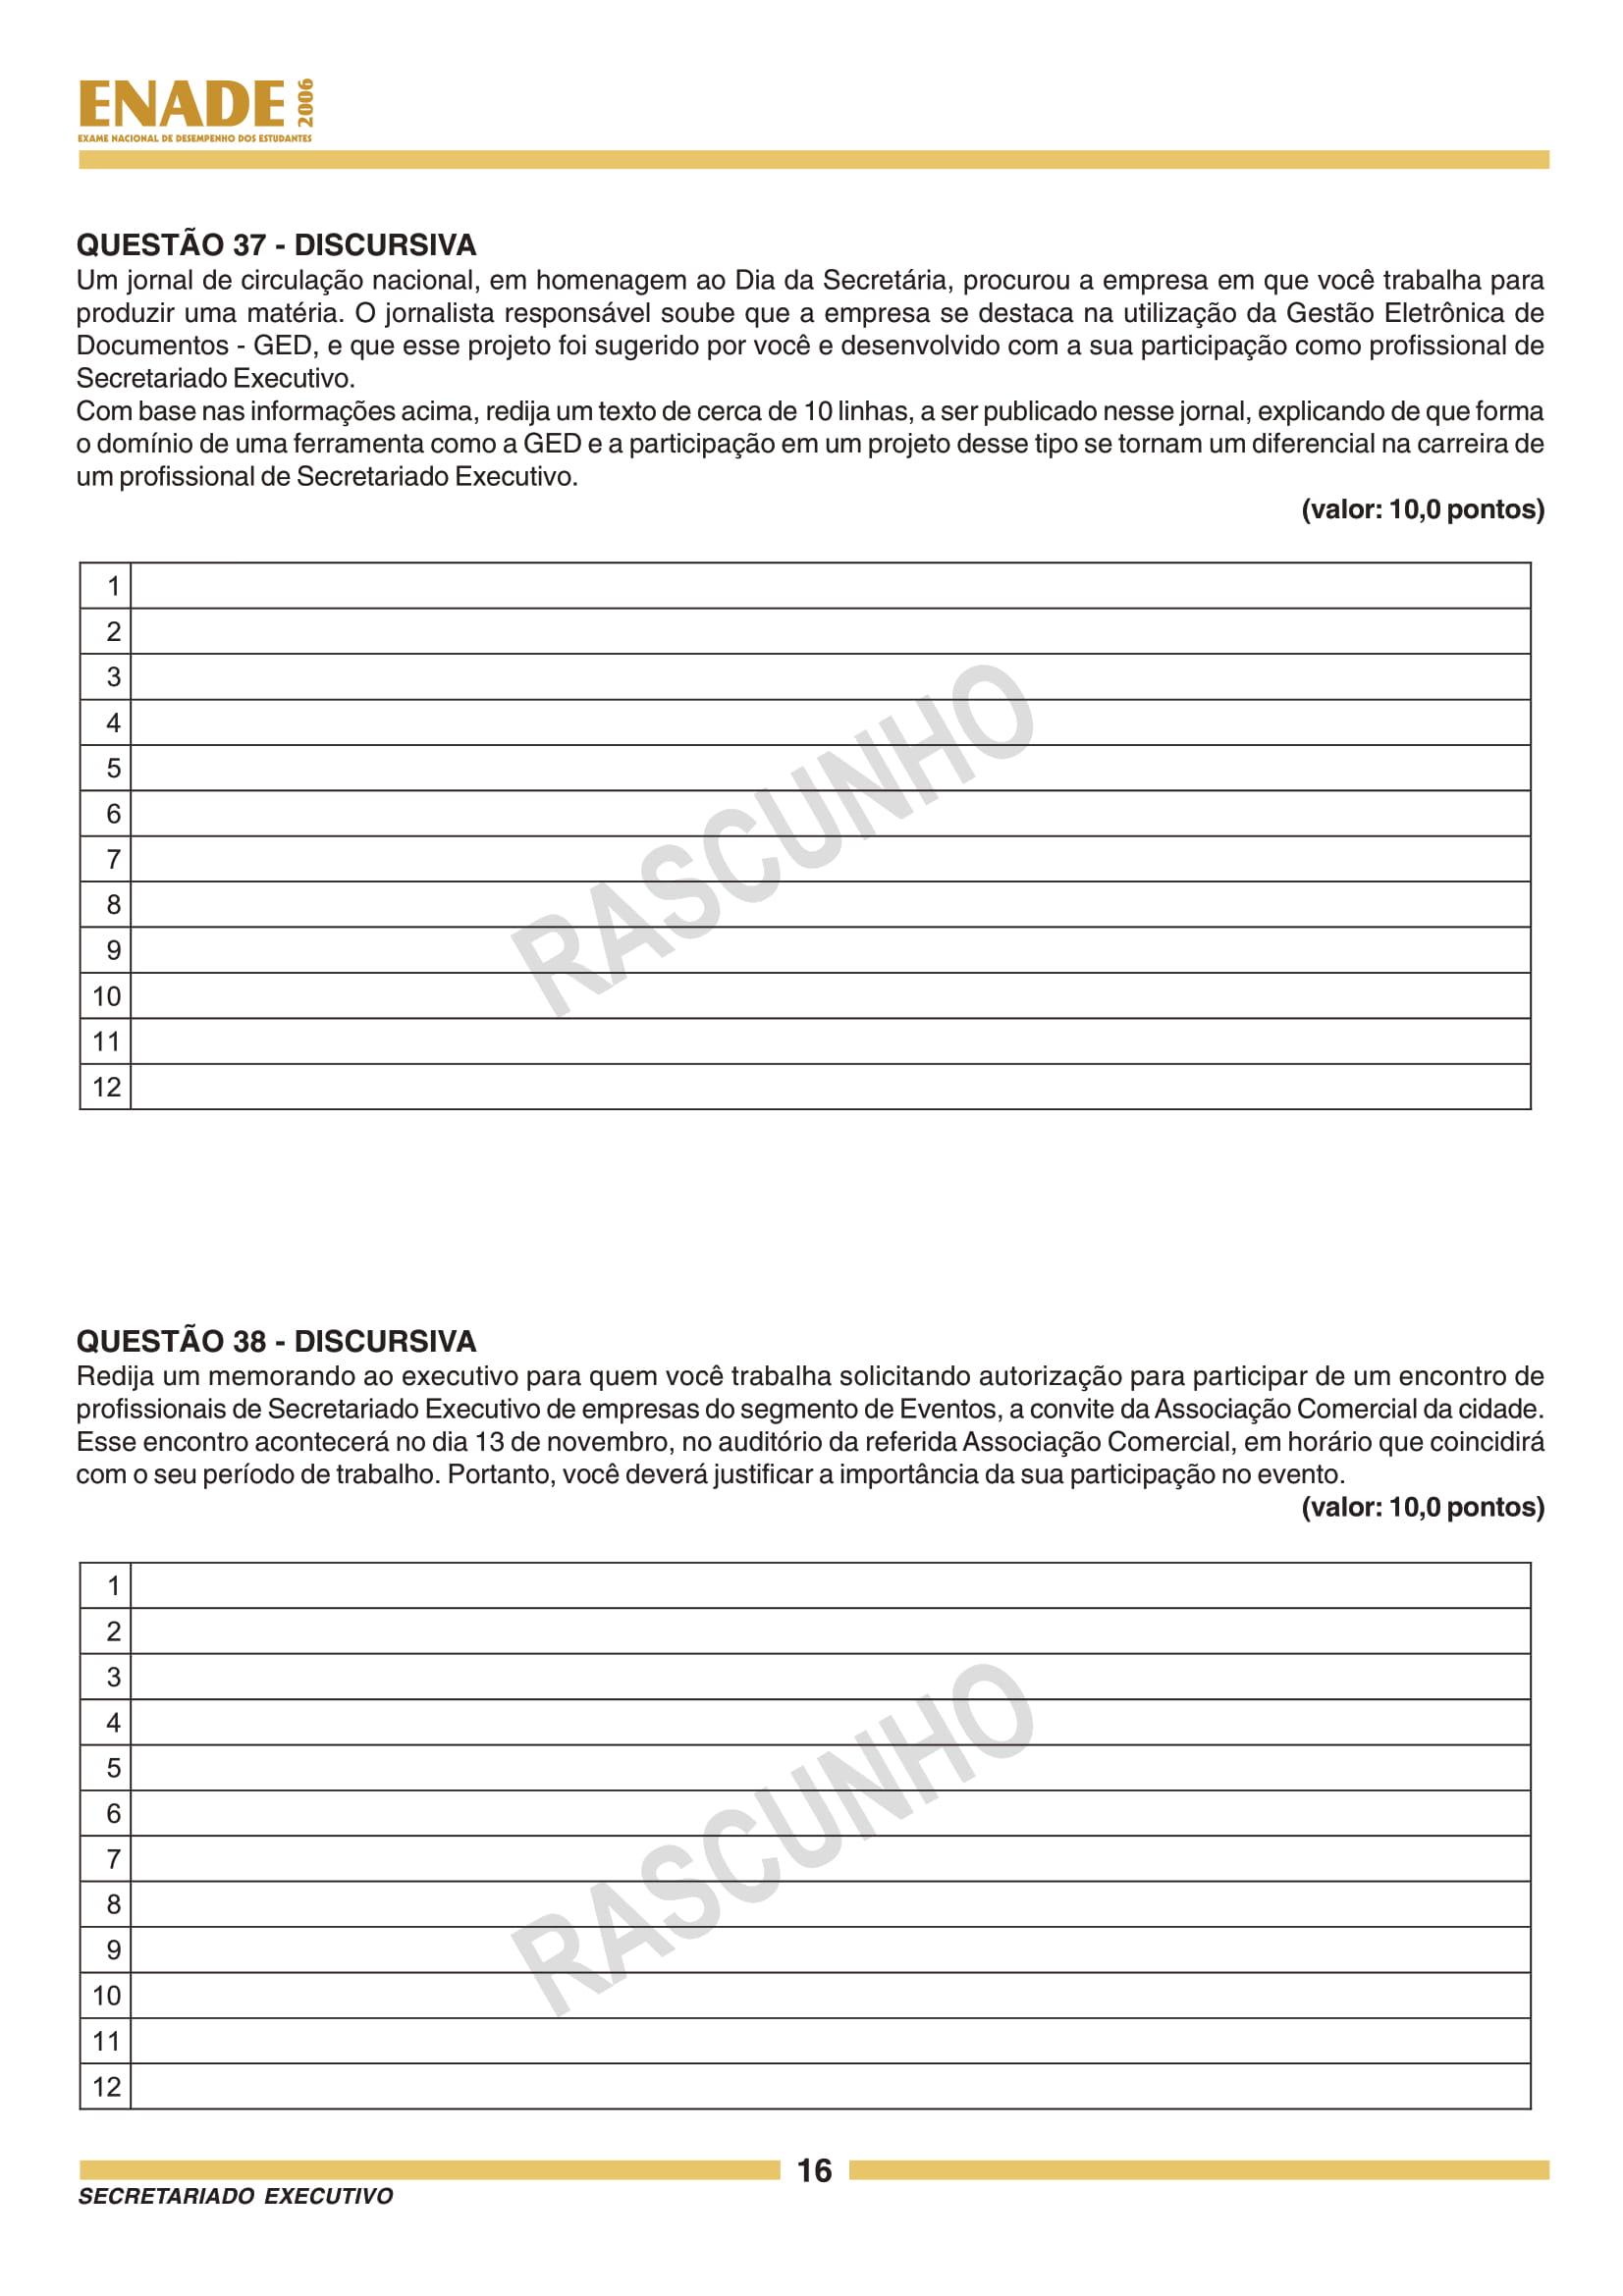 ENADE 2006
EXAME NACIONAL DE DESEMPENHO DOS ESTUDANTES
QUESTÃO 37 - DISCURSIVA
Um jornal de circulação nacional, em homenagem ao Dia da Secretária, procurou a empresa em que você trabalha para
produzir uma matéria. O jornalista responsável soube que a empresa se destaca na utilização da Gestão Eletrônica de
Documentos - GED, e que esse projeto foi sugerido por você e desenvolvido com a sua participação como profissional de
Secretariado Executivo.
Com base nas informações acima, redija um texto de cerca de 10 linhas, a ser publicado nesse jornal, explicando de que forma
o domínio de uma ferramenta como a GED e a participação em um projeto desse tipo se tornam um diferencial na carreira de
um profissional de Secretariado Executivo.
(valor: 10,0 pontos)
1
2
3
4
5
6
7
8
9
10
11
12
RASCUNHO
QUESTÃO 38 - DISCURSIVA
Redija um memorando ao executivo para quem você trabalha solicitando autorização para participar de um encontro de
profissionais de Secretariado Executivo de empresas do segmento de Eventos, a convite da Associação Comercial da cidade.
Esse encontro acontecerá no dia 13 de novembro, no auditório da referida Associação Comercial, em horário que coincidirá
com o seu período de trabalho. Portanto, você deverá justificar a importância da sua participação no evento.
(valor: 10,0 pontos)
1
2
3
4
5
6
7
8
9
10
11
12
RASCUNHO
16
SECRETARIADO EXECUTIVO